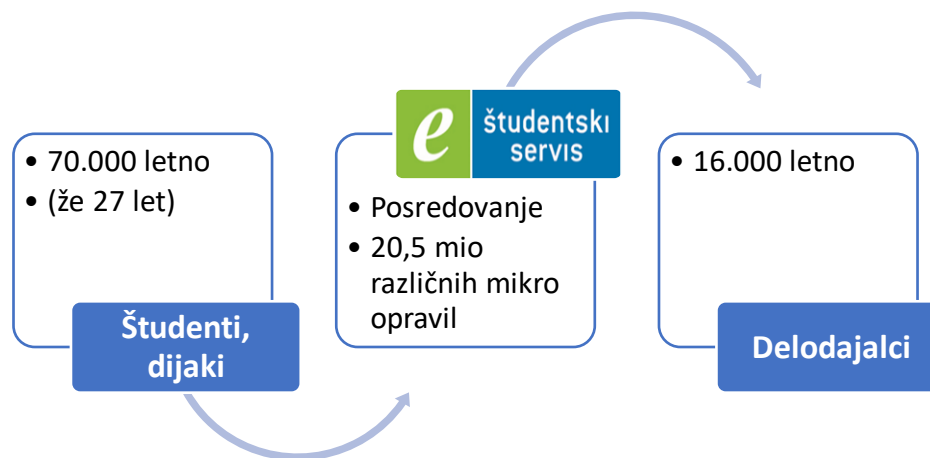 • 70.000 letno
• (že 27 let)
Študenti,
dijaki
e študentski
servis
• Posredovanje
• 20,5 mio
različnih mikro
opravil
• 16.000 letno
Delodajalci